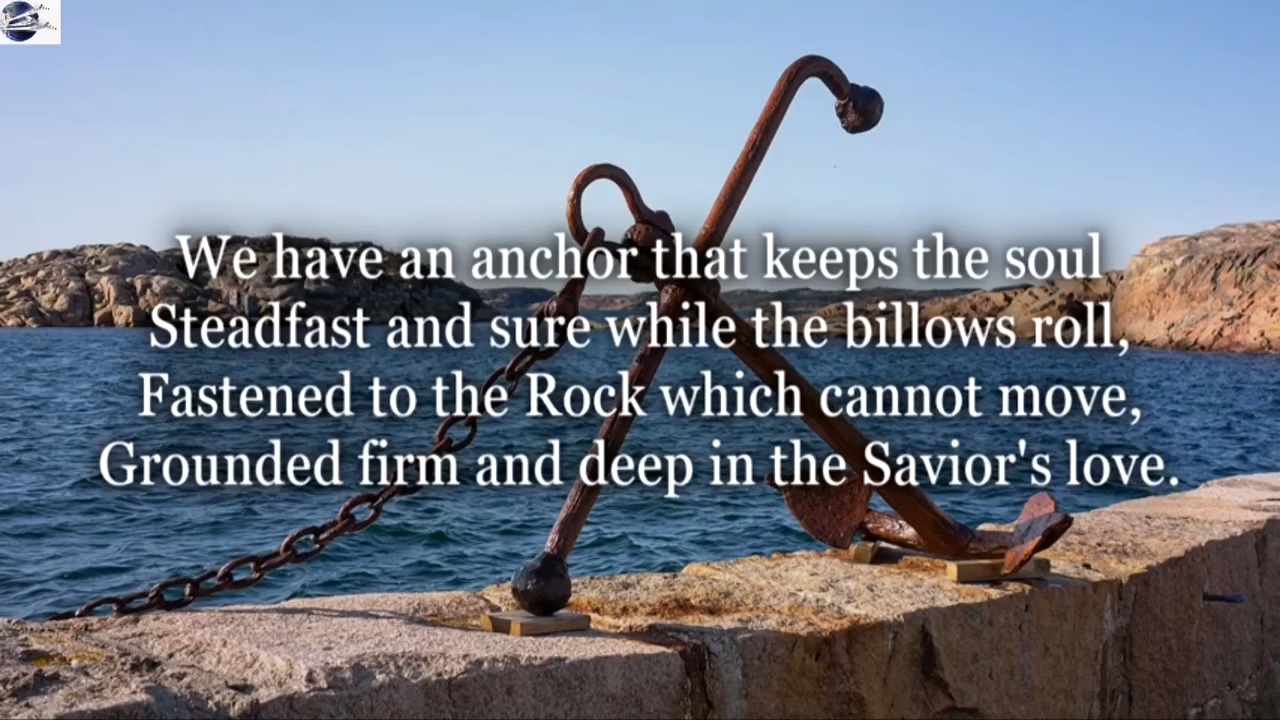 We have an anchor that keeps the soul
Steadfast and sure while the billows roll,
Fastened to the Rock which cannot move,
Grounded firm and deep in the Savior's love.